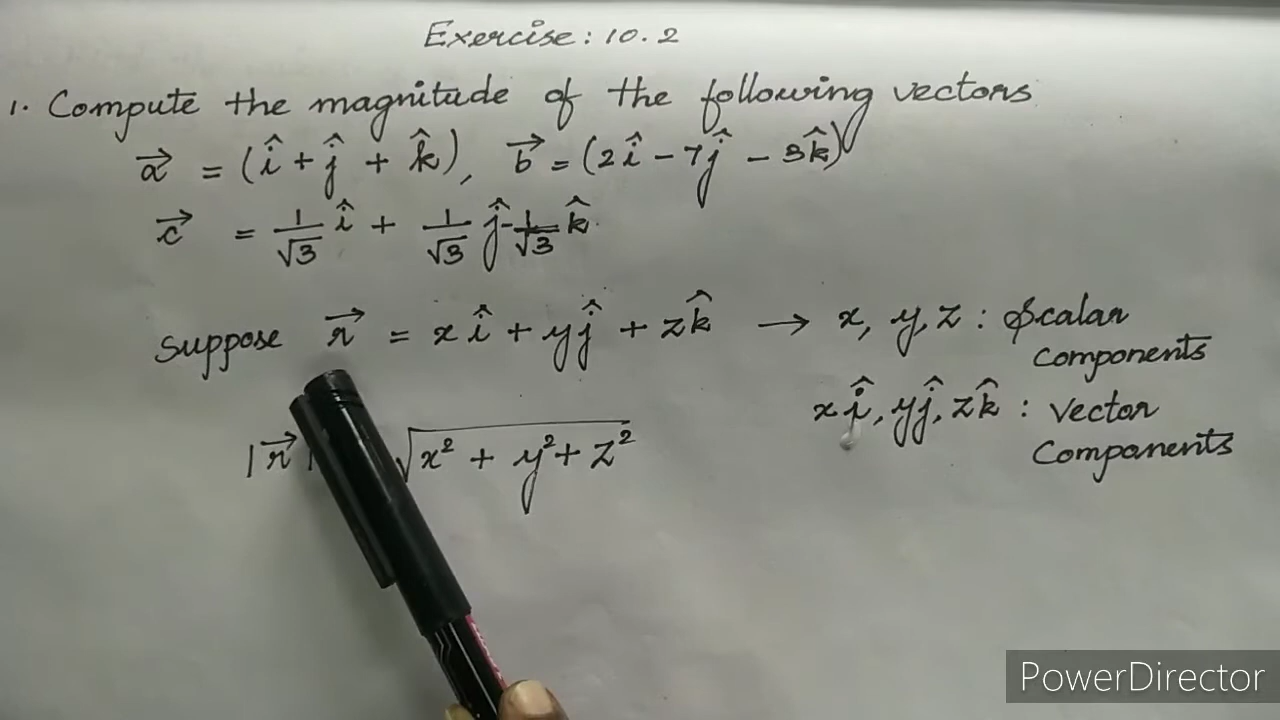 Exercise: 10.2
1. Compute the magnitude of the following vectors
a⃗ = (î + ĵ + k̂), b⃗ = (2î - 7ĵ - 3k̂)
c⃗ = 1/√3 î + 1/√3 ĵ - 1/√3 k̂.
Suppose r⃗ = xî + yĵ + zk̂ → x, y, z : Scalar
components
xî, yĵ, zk̂ : vector
Components
|r⃗| √x² + y² + z²
PowerDirector